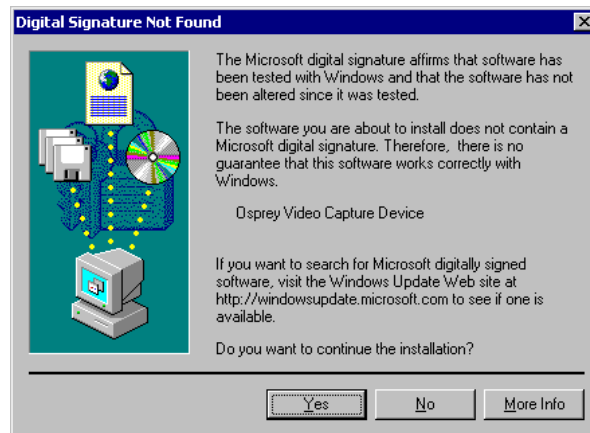 Digital Signature Not Found
The Microsoft digital signature affirms that software has
been tested with Windows and that the software has not
been altered since it was tested.
The software you are about to install does not contain a
Microsoft digital signature. Therefore, there is no
guarantee that this software works correctly with
Windows.
Osprey Video Capture Device
If you want to search for Microsoft digitally signed
software, visit the Windows Update Web site at
http://windowsupdate.microsoft.com to see if one is
available.
Do you want to continue the installation?
Yes No More Info